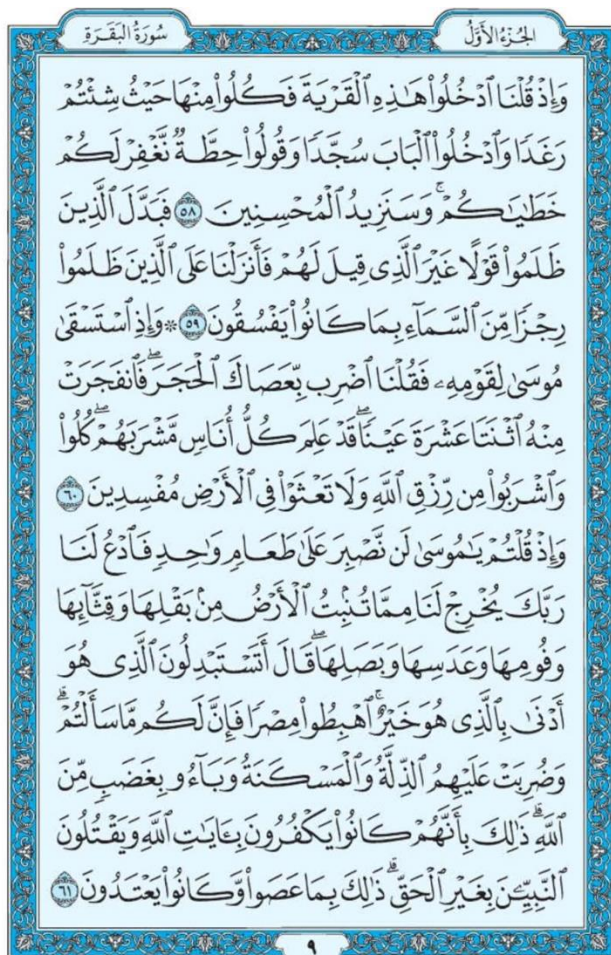 الجُزْءُ الأَوَّلُ
سُورَةُ البَقَرَةِ
وَإِذۡ قُلۡنَا ٱدۡخُلُواْ هَٰذِهِ ٱلۡقَرۡيَةَ فَكُلُواْ مِنۡهَا حَيۡثُ شِئۡتُمۡ
رَغَدٗا وَٱدۡخُلُواْ ٱلۡبَابَ سُجَّدٗا وَقُولُواْ حِطَّةٞ نَّغۡفِرۡ لَكُمۡ
خَطَٰيَٰكُمۡۚ وَسَنَزِيدُ ٱلۡمُحۡسِنِينَ ٥٨ فَبَدَّلَ ٱلَّذِينَ
ظَلَمُواْ قَوۡلًا غَيۡرَ ٱلَّذِي قِيلَ لَهُمۡ فَأَنزَلۡنَا عَلَى ٱلَّذِينَ ظَلَمُواْ
رِجۡزٗا مِّنَ ٱلسَّمَآءِ بِمَا كَانُواْ يَفۡسُقُونَ ٥٩ ۞ وَإِذِ ٱسۡتَسۡقَىٰ
مُوسَىٰ لِقَوۡمِهِۦ فَقُلۡنَا ٱضۡرِب بِّعَصَاكَ ٱلۡحَجَرَۖ فَٱنفَجَرَتۡ
مِنۡهُ ٱثۡنَتَا عَشۡرَةَ عَيۡنٗاۖ قَدۡ عَلِمَ كُلُّ أُنَاسٖ مَّشۡرَبَهُمۡۖ كُلُواْ
وَٱشۡرَبُواْ مِن رِّزۡقِ ٱللَّهِ وَلَا تَعۡثَوۡاْ فِي ٱلۡأَرۡضِ مُفۡسِدِينَ ٦٠
وَإِذۡ قُلۡتُمۡ يَٰمُوسَىٰ لَن نَّصۡبِرَ عَلَىٰ طَعَامٖ وَٰحِدٖ فَٱدۡعُ لَنَا
رَبَّكَ يُخۡرِجۡ لَنَا مِمَّا تُنۢبِتُ ٱلۡأَرۡضُ مِنۢ بَقۡلِهَا وَقِثَّآئِهَا
وَفُومِهَا وَعَدَسِهَا وَبَصَلِهَاۖ قَالَ أَتَسۡتَبۡدِلُونَ ٱلَّذِي هُوَ
أَدۡنَىٰ بِٱلَّذِي هُوَ خَيۡرٌۚ ٱهۡبِطُواْ مِصۡرٗا فَإِنَّ لَكُم مَّا سَأَلۡتُمۡۗ
وَضُرِبَتۡ عَلَيۡهِمُ ٱلذِّلَّةُ وَٱلۡمَسۡكَنَةُ وَبَآءُو بِغَضَبٖ مِّنَ
ٱللَّهِۗ ذَٰلِكَ بِأَنَّهُمۡ كَانُواْ يَكۡفُرُونَ بِـَٔايَٰتِ ٱللَّهِ وَيَقۡتُلُونَ
ٱلنَّبِيِّـۧنَ بِغَيۡرِ ٱلۡحَقِّۗ ذَٰلِكَ بِمَا عَصَواْ وَّكَانُواْ يَعۡتَدُونَ ٦١
٩